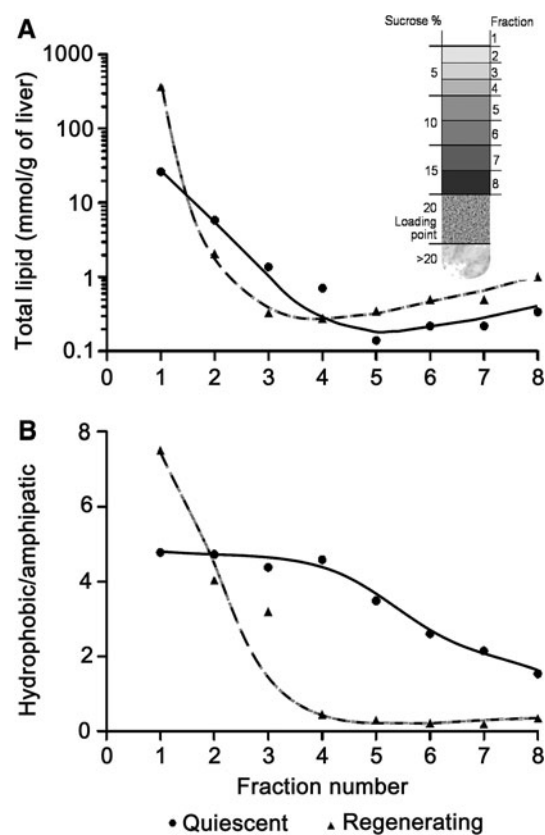 A
Sucrose %
Fraction
1
2
5
3
4
5
10
6
7
15
8
20
Loading
point
>20
Total lipid (mmol/g of liver)
1000
100
10
1
0.1
0 1 2 3 4 5 6 7 8
B
Hydrophobic/amphipatic
8
6
4
2
0
0 1 2 3 4 5 6 7 8
Fraction number
Quiescent
Regenerating